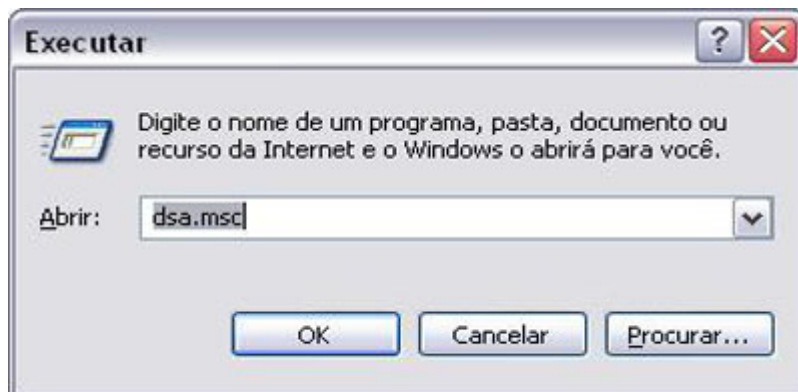 Executar
Digite o nome de um programa, pasta, documento ou
recurso da Internet e o Windows o abrirá para você.
Abrir: dsa.msc
OK Cancelar Procurar...